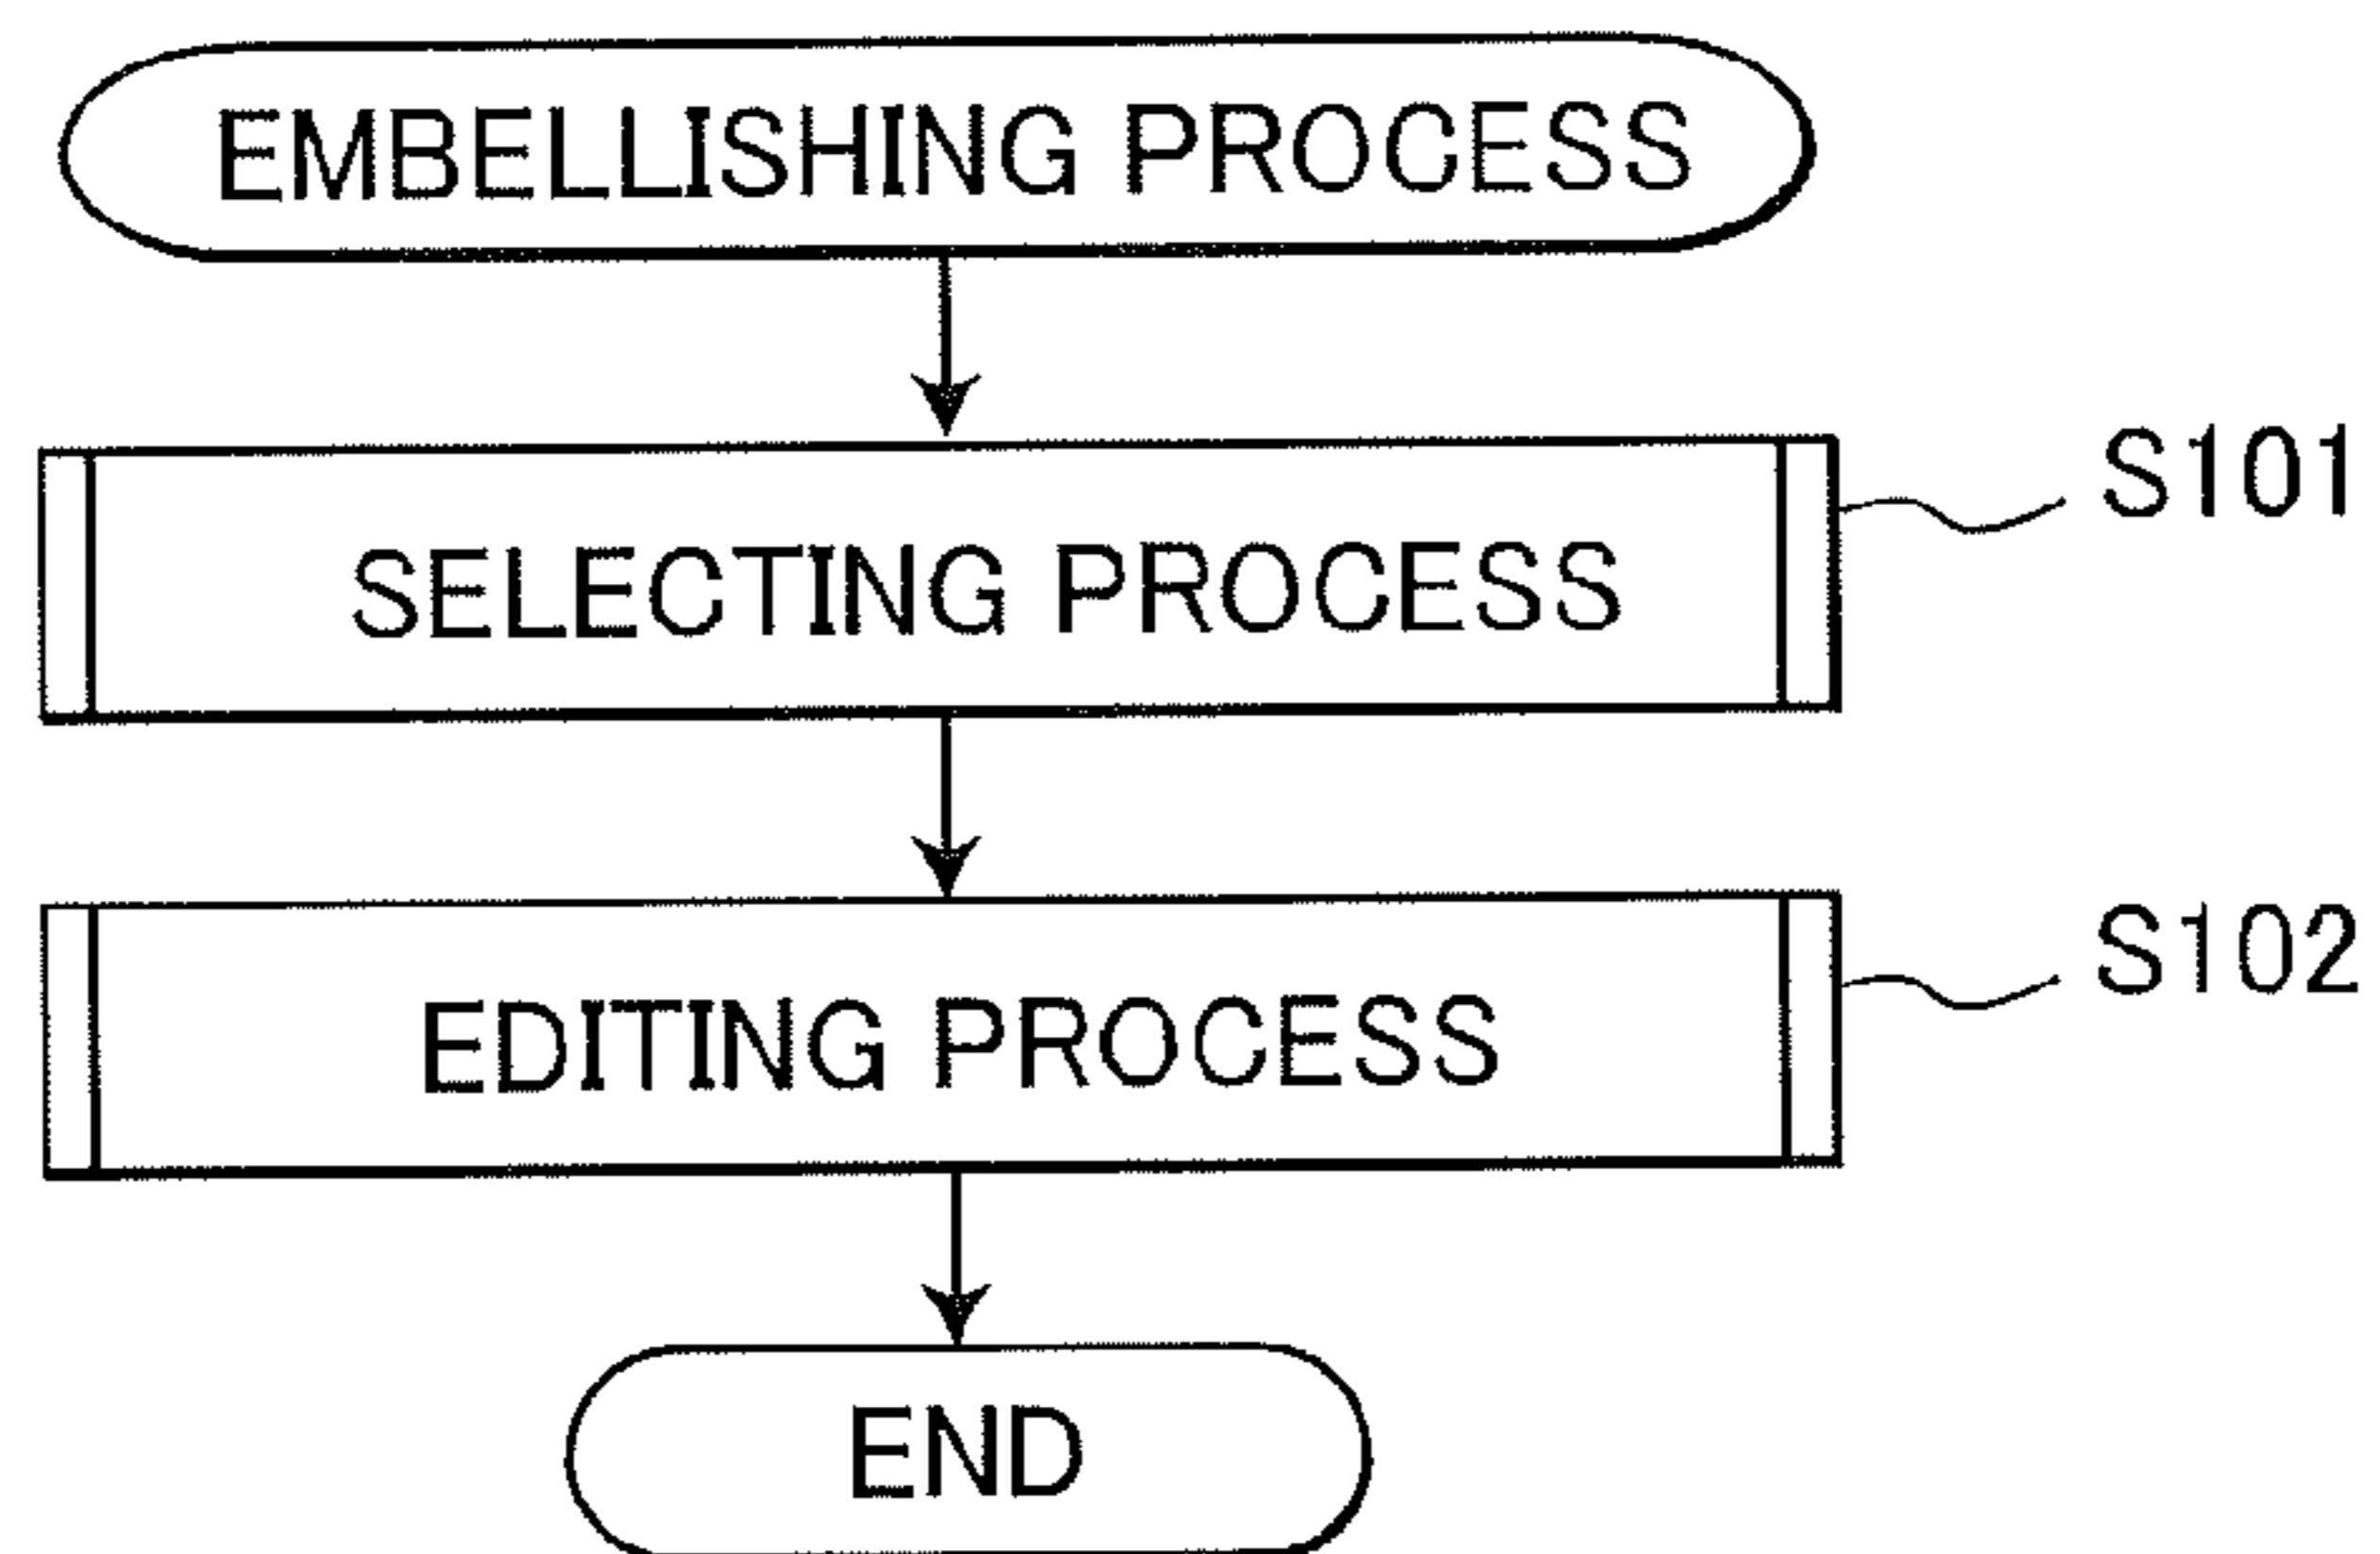 EMBELLISHING PROCESS
S101
SELECTING PROCESS
S102
EDITING PROCESS
END